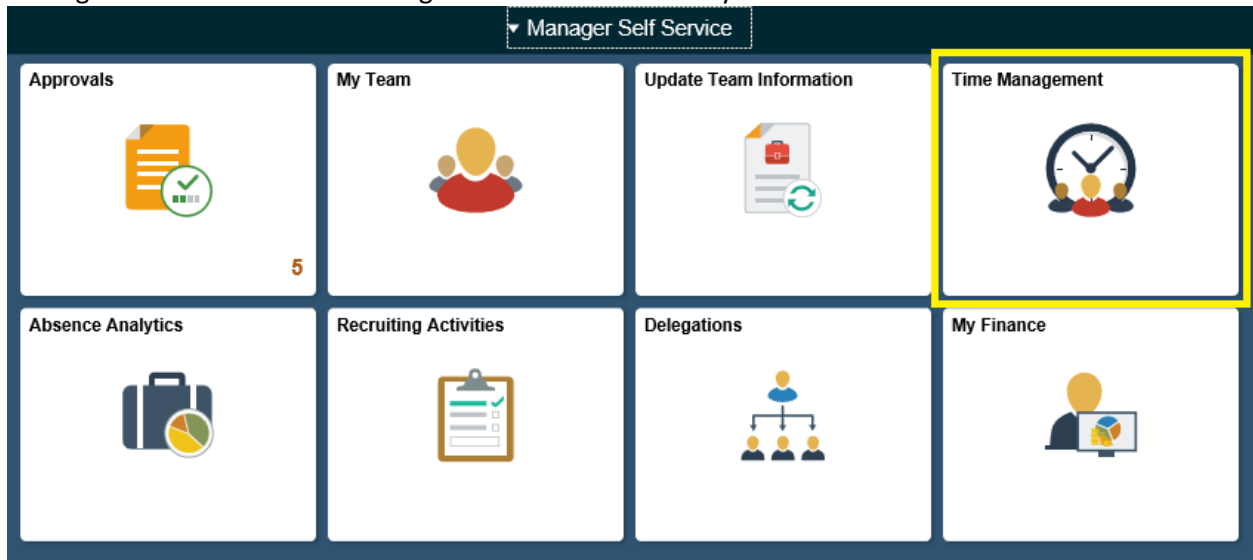 ▾ Manager Self Service
Approvals
My Team
Update Team Information
Time Management
5
Absence Analytics
Recruiting Activities
Delegations
My Finance